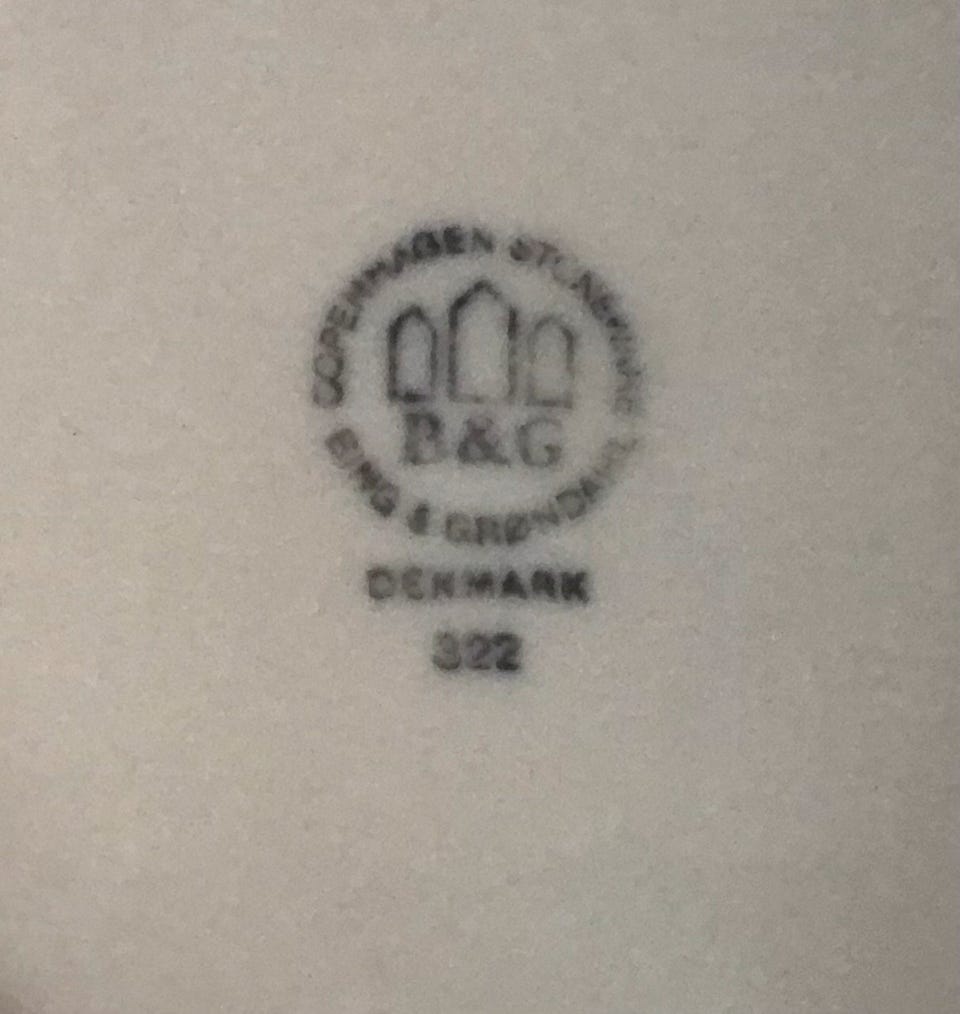 COPENHAGEN STONEWARE
B&G
BING & GRØNDAHL
DENMARK
322